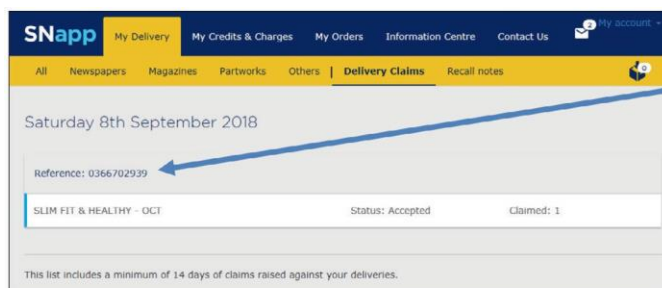 SNapp My Delivery My Credits & Charges My Orders Information Centre Contact Us 2 My account
All Newspapers Magazines Partworks Others | Delivery Claims Recall notes 0
Saturday 8th September 2018
Reference: 0366702939
SLIM FIT & HEALTHY - OCT Status: Accepted Claimed: 1
This list includes a minimum of 14 days of claims raised against your deliveries.